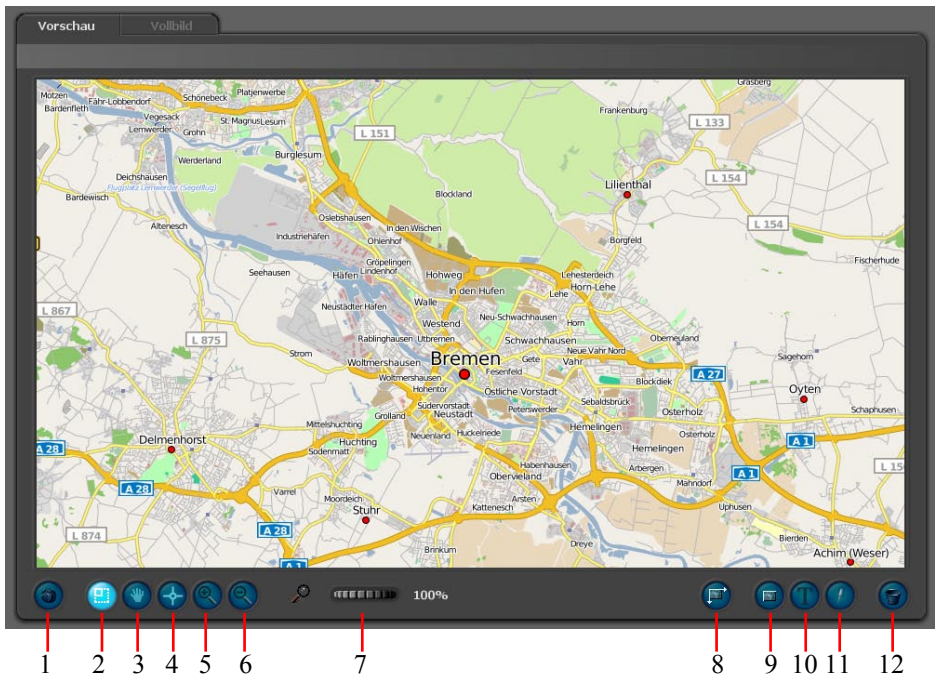 Vorschau Vollbild
Grasberg
Motzen Fähr-Lobbendorf Schönebeck Platjenwerbe
Bardenfleth Vegesack St. Magnus Lesum Frankenburg
Lemwerder Grohn L 151 L 133
Werderland Burglesum
Deichshausen L 154
Flugplatz Lemwerder (Segelflug) Lilienthal
Bardewisch Blockland
Altenesch Oslebshausen In den Wischen L 154
Industriehäfen Ohlenhof Borgfeld
Gröpelingen Fischerhude
Seehausen Häfen Lindenhof Hohweg Lehesterdeich
In den Hufen Lehe Horn-Lehe
L 867 Neustädter Hafen Walle Neu-Schwachhausen
Westend Horn
L 875 Rablinghausen Utbremen Schwachhausen Oberneuland
Strom Bremen Gete Neue Vahr Nord Sagehorn
Woltmershausen Fesenfeld Vahr
Woltmershausen A 27
Hohentor Östliche Vorstadt Blockdiek Oyten
Südervorstadt Peterswerder Sebaldsbrück
Grolland Neustadt Osterholz Schaphusen
Mittelshuchting Hemelingen
Delmenhorst Huchting Neuenland Huckelriede Osterholz A 1
A 28 Sodenmatt Hemelingen
Habenhausen Arbergen A 1 L 15
A 28 Varrel Obervieland Mahndorf
Moordeich Arsten
Stuhr Kattenesch Uphusen
L 874 A 28 Bierden
Brinkum Dreye Achim (Weser)
A 1
100%
1 2 3 4 5 6 7 8 9 10 11 12